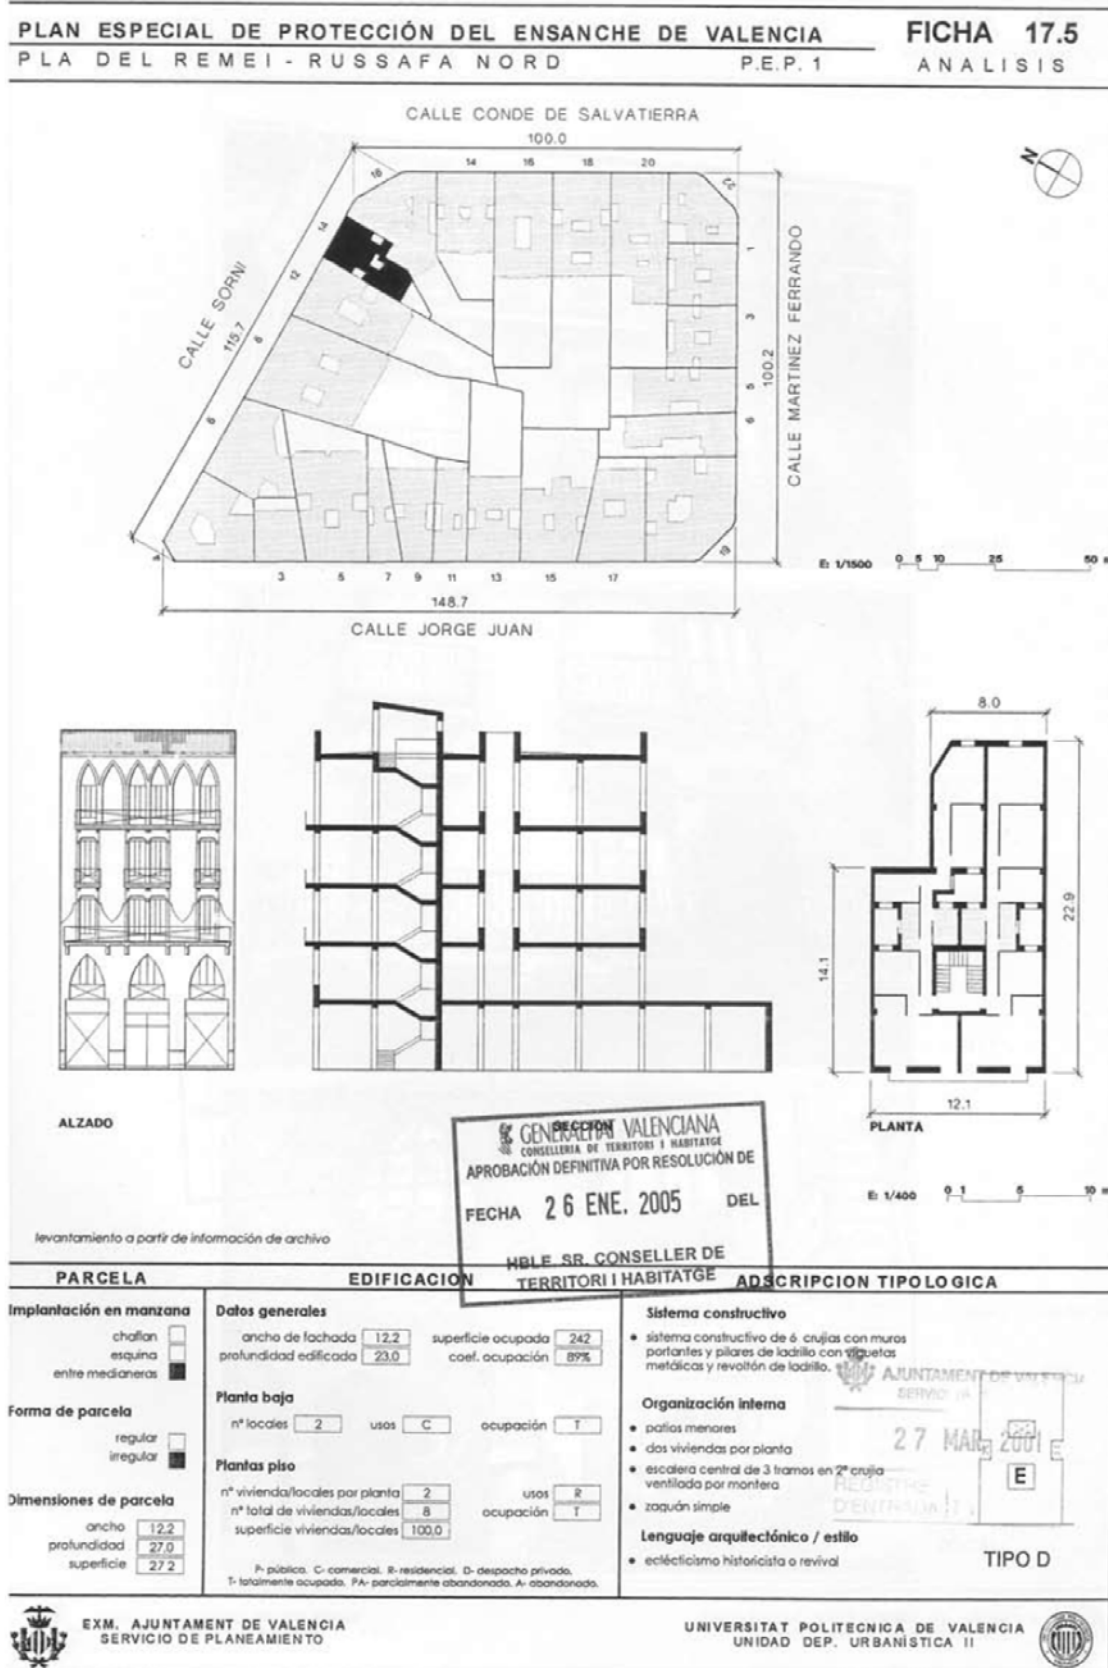 PLAN ESPECIAL DE PROTECCIÓN DEL ENSANCHE DE VALENCIA
FICHA 17.5
PLA DEL REMEI - RUSSAFA NORD
P.E.P. 1
ANALISIS
CALLE CONDE DE SALVATIERRA
100.0
14 16 18 20
22
14
12
8
6
N
CALLE SORNI
115.7
1
3
5
CALLE MARTINEZ FERRANDO
100.2
19
E: 1/1500
0 5 10 25 50 m
3 5 7 9 11 13 15 17
148.7
CALLE JORGE JUAN
8.0
22.9
14.1
12.1
ALZADO
SECCION
PLANTA
GENERALITAT VALENCIANA
CONSELLERIA DE TERRITORI I HABITATGE
APROBACIÓN DEFINITIVA POR RESOLUCIÓN DE
FECHA 26 ENE. 2005 DEL
HBLE. SR. CONSELLER DE
TERRITORI I HABITATGE
E: 1/400
0 1 5 10 m
levantamiento a partir de información de archivo
PARCELA
Implantación en manzana
chaflan
esquina
entre medianeras
Forma de parcela
regular
irregular
Dimensiones de parcela
ancho 12,2
profundidad 27,0
superficie 272
EDIFICACION
Datos generales
ancho de fachada 12,2 superficie ocupada 242
profundidad edificada 23,0 coef. ocupación 89%
Planta baja
nº locales 2 usos C ocupación T
Plantas piso
nº vivienda/locales por planta 2 usos R
nº total de viviendas/locales 8 ocupación T
superficie viviendas/locales 100,0
P- público. C- comercial. R- residencial. D- despacho privado.
T- totalmente ocupado. PA- parcialmente abandonado. A- abandonado.
ADSCRIPCION TIPOLOGICA
Sistema constructivo
• sistema constructivo de 6 crujias con muros
portantes y pilares de ladrillo con viguetas
metálicas y revoltón de ladrillo.
Organización interna
• patios menores
• dos viviendas por planta
• escalera central de 3 tramos en 2ª crujia
ventilada por montera
• zaguán simple
Lenguaje arquitectónico / estilo
• eclécticismo historicista o revival
AJUNTAMENT DE VALENCIA
27 MAR 2001
REGISTRE
D'ENTRADA
E
E
TIPO D
EXM. AJUNTAMENT DE VALENCIA
SERVICIO DE PLANEAMIENTO
UNIVERSITAT POLITECNICA DE VALENCIA
UNIDAD DEP. URBANÍSTICA II